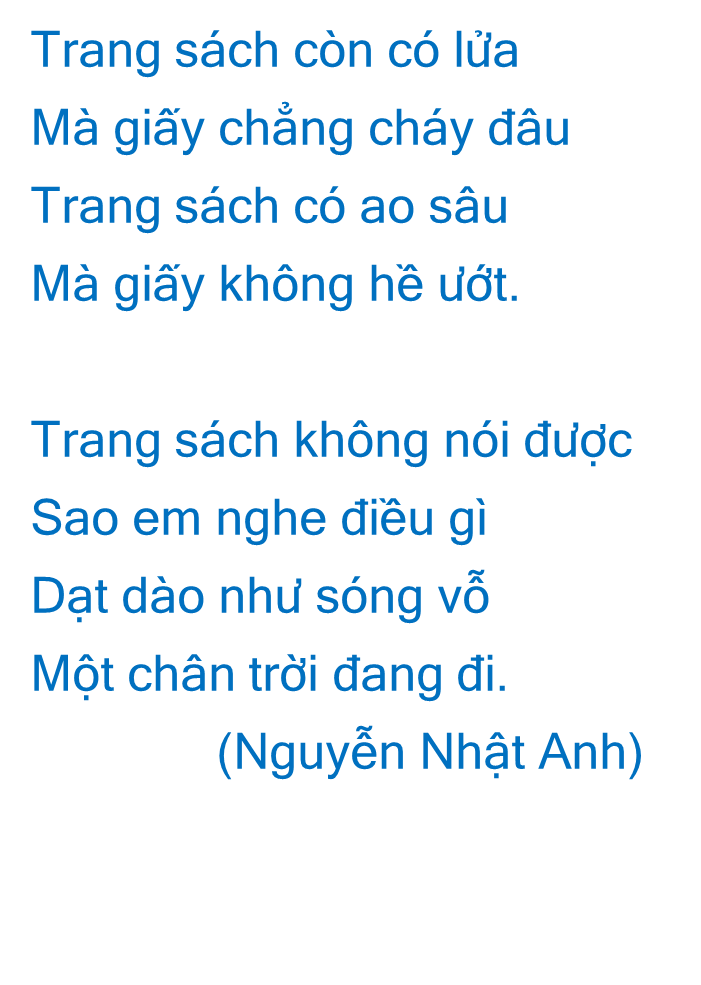 Trang sách còn có lửa
Mà giấy chẳng cháy đâu
Trang sách có ao sâu
Mà giấy không hề ướt.
Trang sách không nói được
Sao em nghe điều gì
Dạt dào như sóng vỗ
Một chân trời đang đi.
(Nguyễn Nhật Anh)